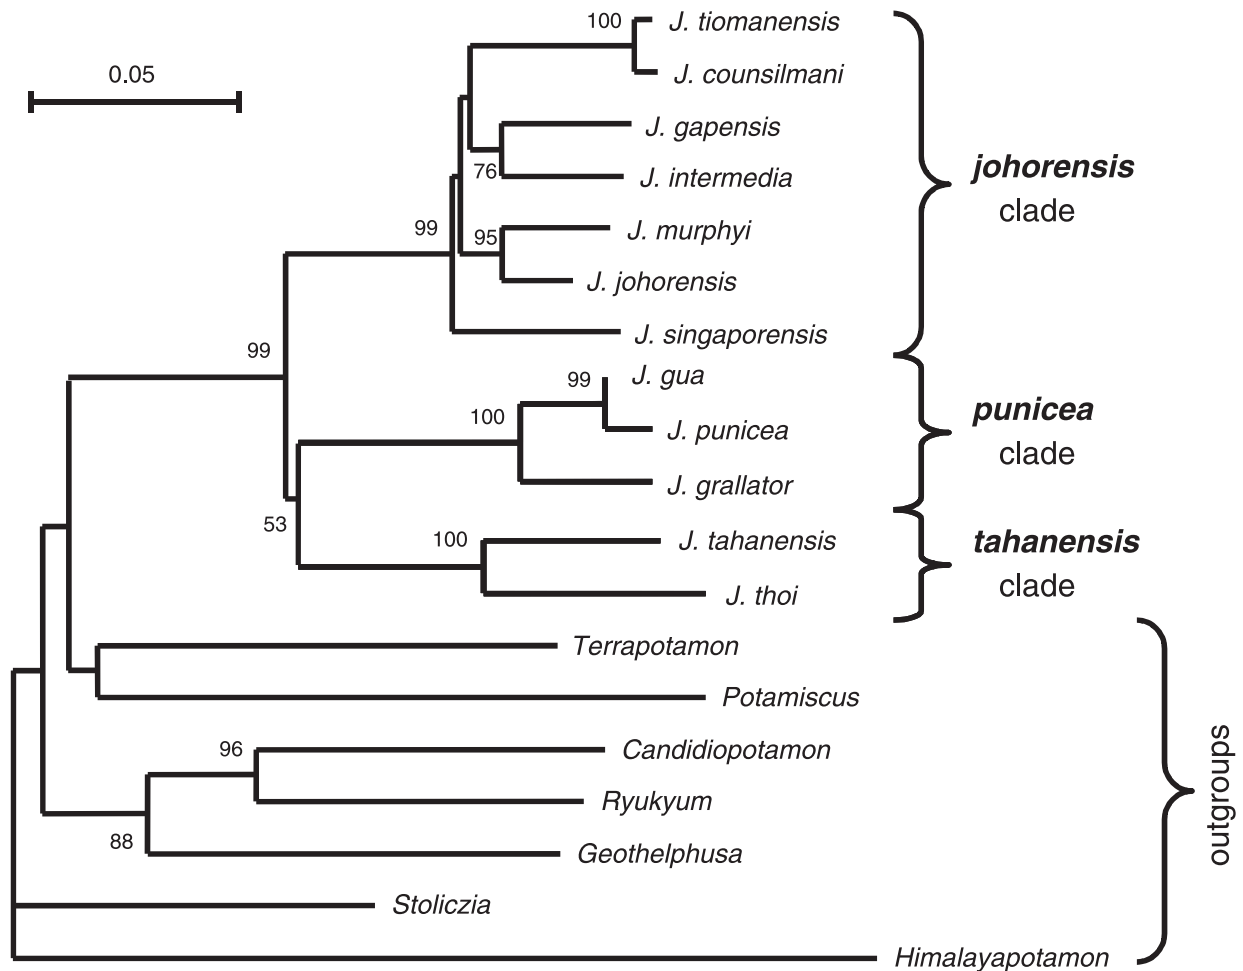 100
J. tiomanensis
0.05
J. counsilmani
J. gapensis
johorensis
clade
76
J. intermedia
99
95
J. murphyi
J. johorensis
J. singaporensis
99
99
J. gua
100
punicea
clade
J. punicea
J. grallator
53
100
J. tahanensis
tahanensis
clade
J. thoi
Terrapotamon
Potamiscus
96
Candidiopotamon
outgroups
Ryukyum
88
Geothelphusa
Stoliczia
Himalayapotamon